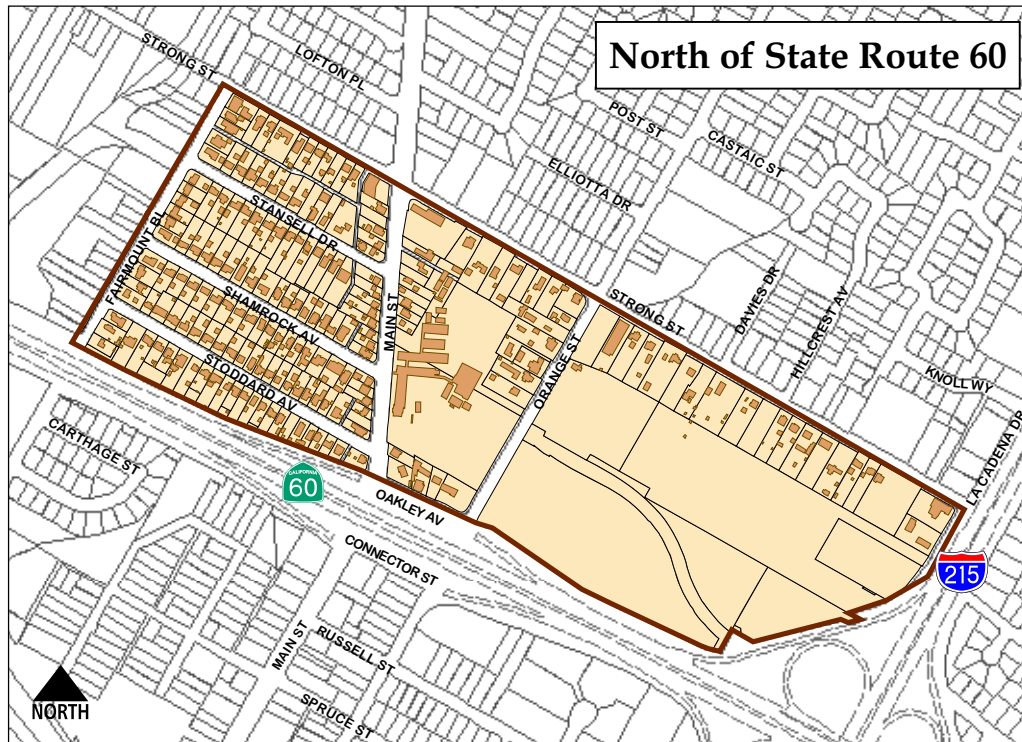 North of State Route 60
STRONG ST
LOFTON PL
POST ST
CASTAIC ST
ELLIOTTA DR
STANSELL DR
FAIRMOUNT BL
SHAMROCK AV
MAIN ST
STRONG ST
DAVIES DR
HILLCREST AV
ORANGE ST
STODDARD AV
KNOLL WY
LA CADENA DR
CARTHAGE ST
CALIFORNIA
60
OAKLEY AV
CONNECTOR ST
215
MAIN ST
RUSSELL ST
SPRUCE ST
NORTH